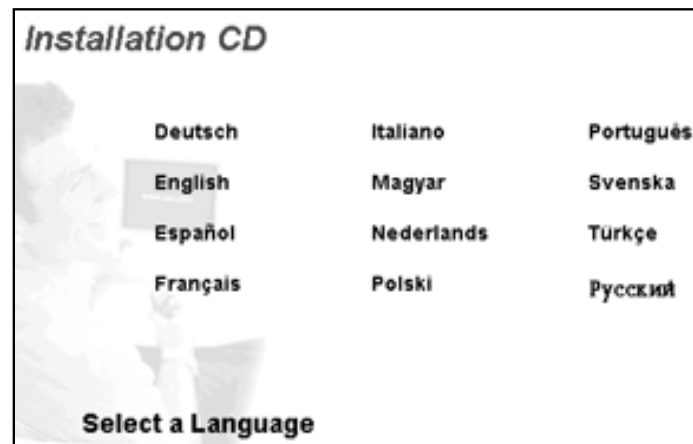 Installation CD
Deutsch Italiano Português
English Magyar Svenska
Español Nederlands Türkçe
Français Polski Русский
Select a Language